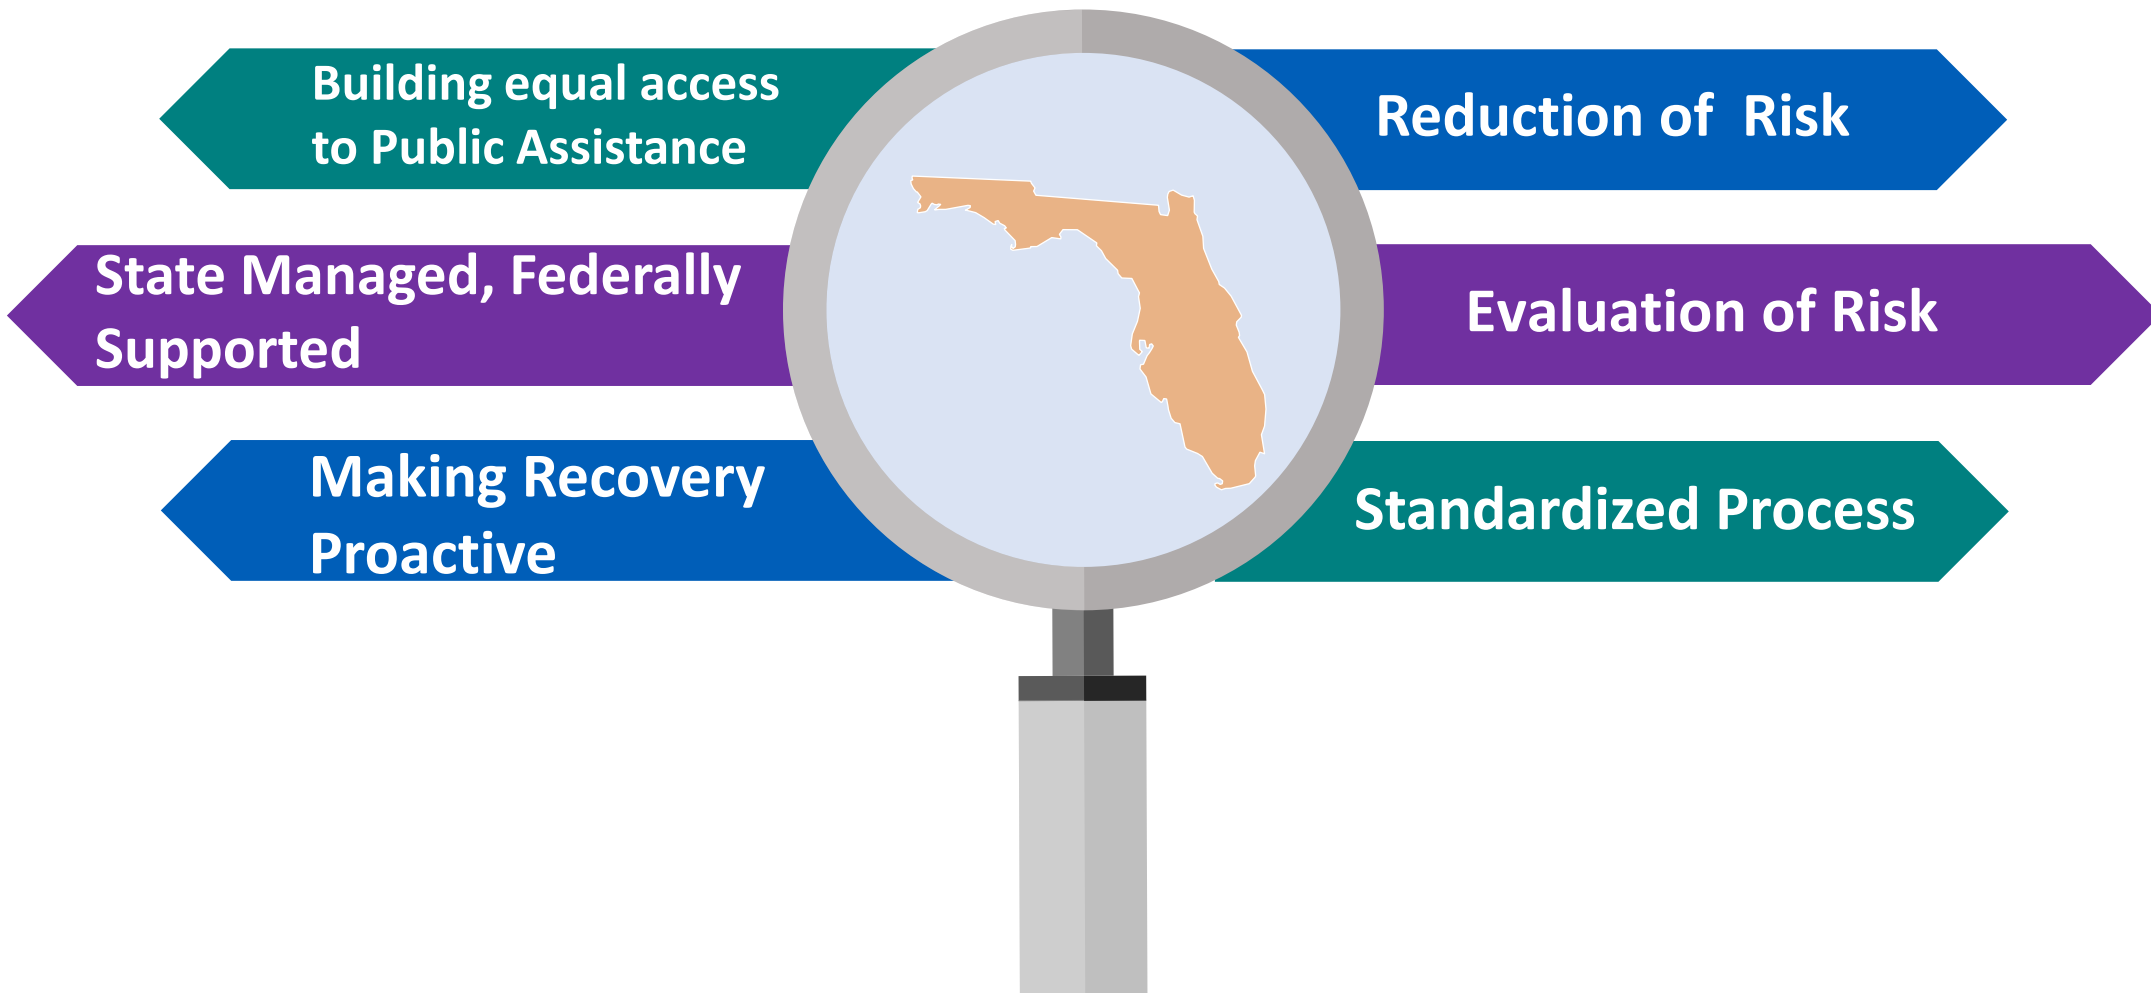 Building equal access
to Public Assistance
State Managed, Federally
Supported
Making Recovery
Proactive
Reduction of  Risk
Evaluation of Risk
Standardized Process